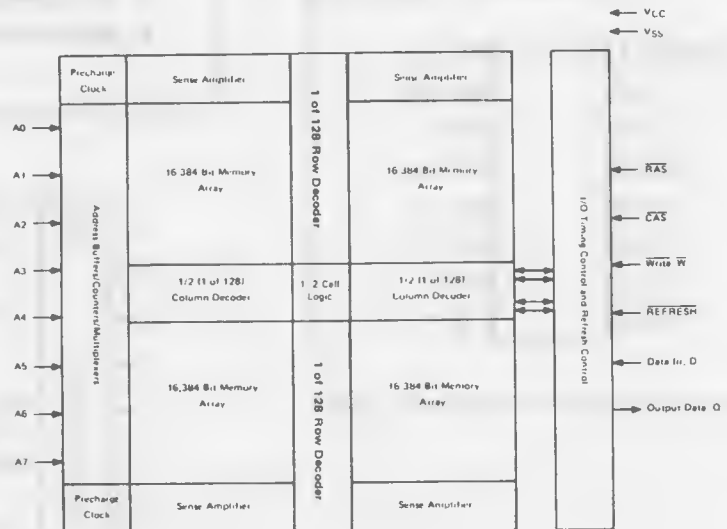 VCC
VSS
Precharge
Clock
Sense Amplifier
1 of 128 Row Decoder
Sense Amplifier
A0
A1
A2
A3
A4
A5
A6
A7
Address Buffers/Counters/Multiplexers
16 384 Bit Memory
Array
16 384 Bit Memory
Array
1/2 (1 of 128)
Column Decoder
1 2 Cell
Logic
1/2 (1 of 128)
Column Decoder
16,384 Bit Memory
Array
1 of 128 Row Decoder
16 384 Bit Memory
Array
Precharge
Clock
Sense Amplifier
Sense Amplifier
I/O Timing Control and Refresh Control
RAS
CAS
Write W
REFRESH
Data In, D
Output Data Q